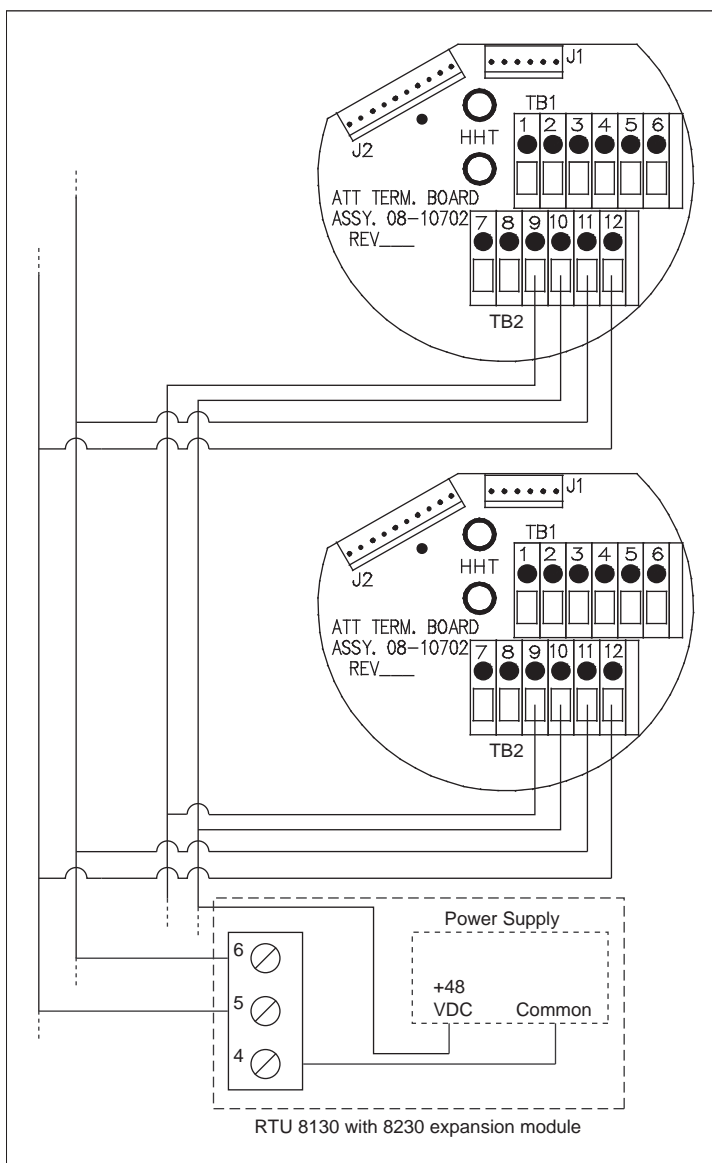 J1
TB1
1 2 3 4 5 6
J2
HHT
ATT TERM. BOARD
ASSY. 08-10702
REV___
7 8 9 10 11 12
TB2
J1
TB1
1 2 3 4 5 6
J2
HHT
ATT TERM. BOARD
ASSY. 08-10702
REV___
7 8 9 10 11 12
TB2
Power Supply
6
+48
VDC
Common
5
4
RTU 8130 with 8230 expansion module